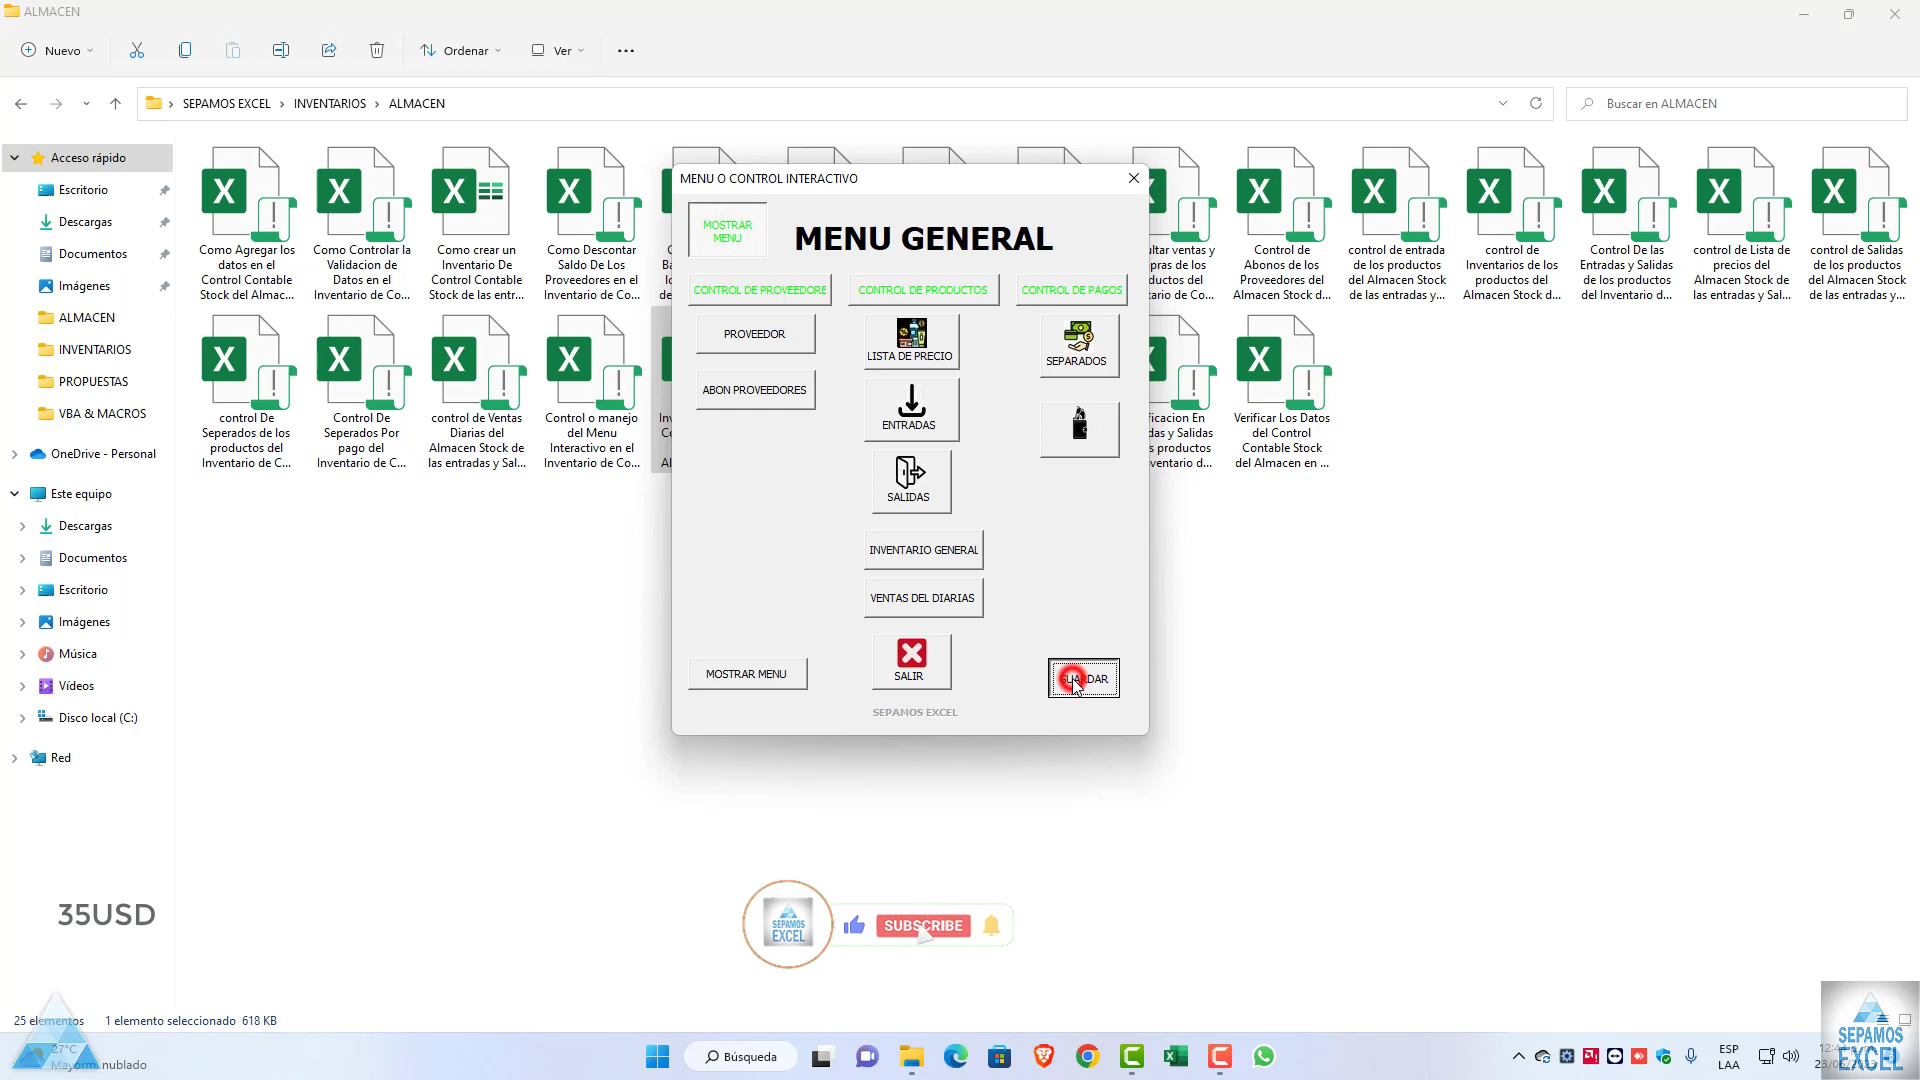 ALMACEN
Nuevo
Ordenar
Ver
SEPAMOS EXCEL > INVENTARIOS > ALMACEN
Buscar en ALMACEN
Acceso rápido
Escritorio
Descargas
Documentos
Imágenes
ALMACEN
INVENTARIOS
PROPUESTAS
VBA & MACROS
OneDrive - Personal
Este equipo
Descargas
Documentos
Escritorio
Imágenes
Música
Vídeos
Disco local (C:)
Red
Como Agregar los
datos en el
Control Contable
Stock del Almac...
Como Controlar la
Validacion de
Datos en el
Inventario de Co...
Como crear un
Inventario De
Control Contable
Stock de las entr...
Como Descontar
Saldo De Los
Proveedores en el
Inventario de Co...
Control de
Abonos de los
Proveedores del
Almacen Stock de
control de entrada
de los productos
del Almacen Stock
de las entradas y...
control de
Inventarios de los
productos del
Almacen Stock d...
Control De las
Entradas y Salidas
de los productos
del Inventario d...
control de Lista de
precios del
Almacen Stock de
las entradas y Sal...
control de Salidas
de los productos
del Almacen Stock
de las entradas y...
control De
Seperados de los
productos del
Inventario de C...
Control De
Seperados Por
pago del
Inventario de C...
control de Ventas
Diarias del
Almacen Stock de
las entradas y Sal...
Control o manejo
del Menu
Interactivo en el
Inventario de Co...
Verificar Los Datos
del Control
Contable Stock
del Almacen en ...
MENU O CONTROL INTERACTIVO
MOSTRAR
MENU
MENU GENERAL
CONTROL DE PROVEEDORE
CONTROL DE PRODUCTOS
CONTROL DE PAGOS
PROVEEDOR
ABON PROVEEDORES
LISTA DE PRECIO
ENTRADAS
SALIDAS
SEPARADOS
INVENTARIO GENERAL
VENTAS DEL DIARIAS
MOSTRAR MENU
SALIR
GUARDAR
SEPAMOS EXCEL
35USD
SEPAMOS
EXCEL
SUBSCRIBE
25 elementos
1 elemento seleccionado 618 KB
27°C
Mayorm. nublado
Búsqueda
ESP
LAA
SEPAMOS
EXCEL